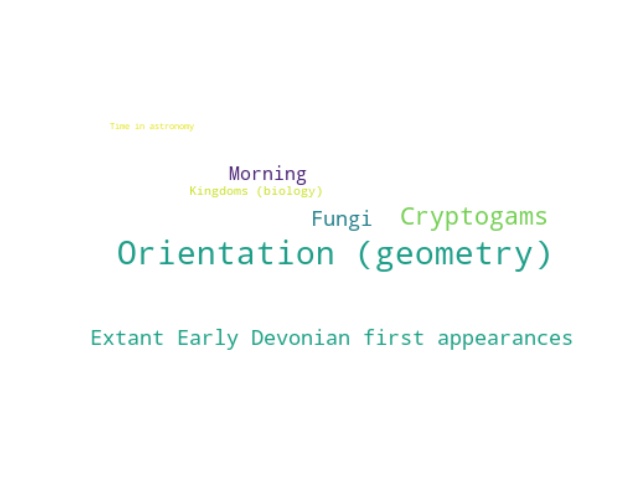 Time in astronomy
Morning
Kingdoms (biology)
Fungi Cryptogams
Orientation (geometry)
Extant Early Devonian first appearances